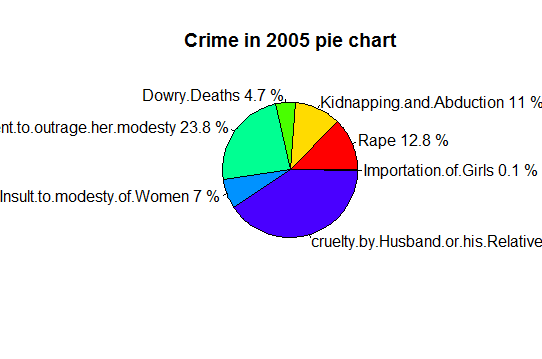 Crime in 2005 pie chart
Dowry.Deaths 4.7 %
Kidnapping.and.Abduction 11 %
nt.to.outrage.her.modesty 23.8 %
Rape 12.8 %
Importation.of.Girls 0.1 %
Insult.to.modesty.of.Women 7 %
cruelty.by.Husband.or.his.Relative